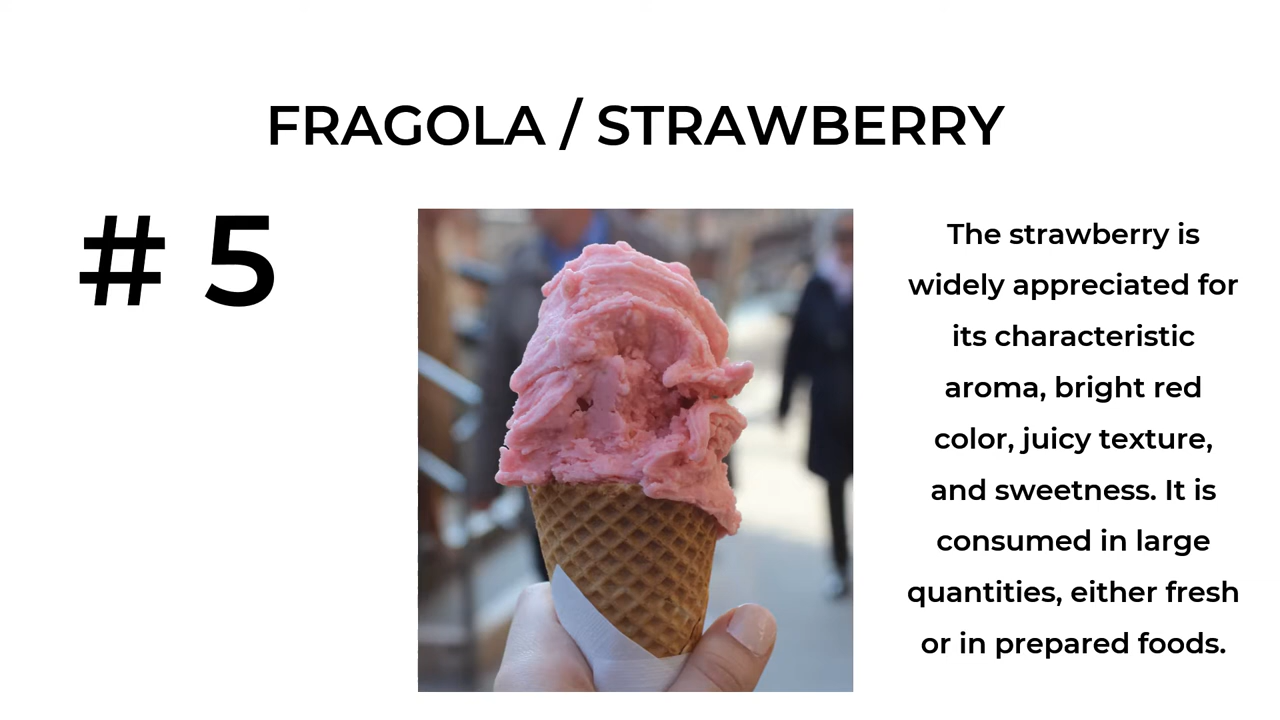 FRAGOLA / STRAWBERRY
# 5
The strawberry is
widely appreciated for
its characteristic
aroma, bright red
color, juicy texture,
and sweetness. It is
consumed in large
quantities, either fresh
or in prepared foods.